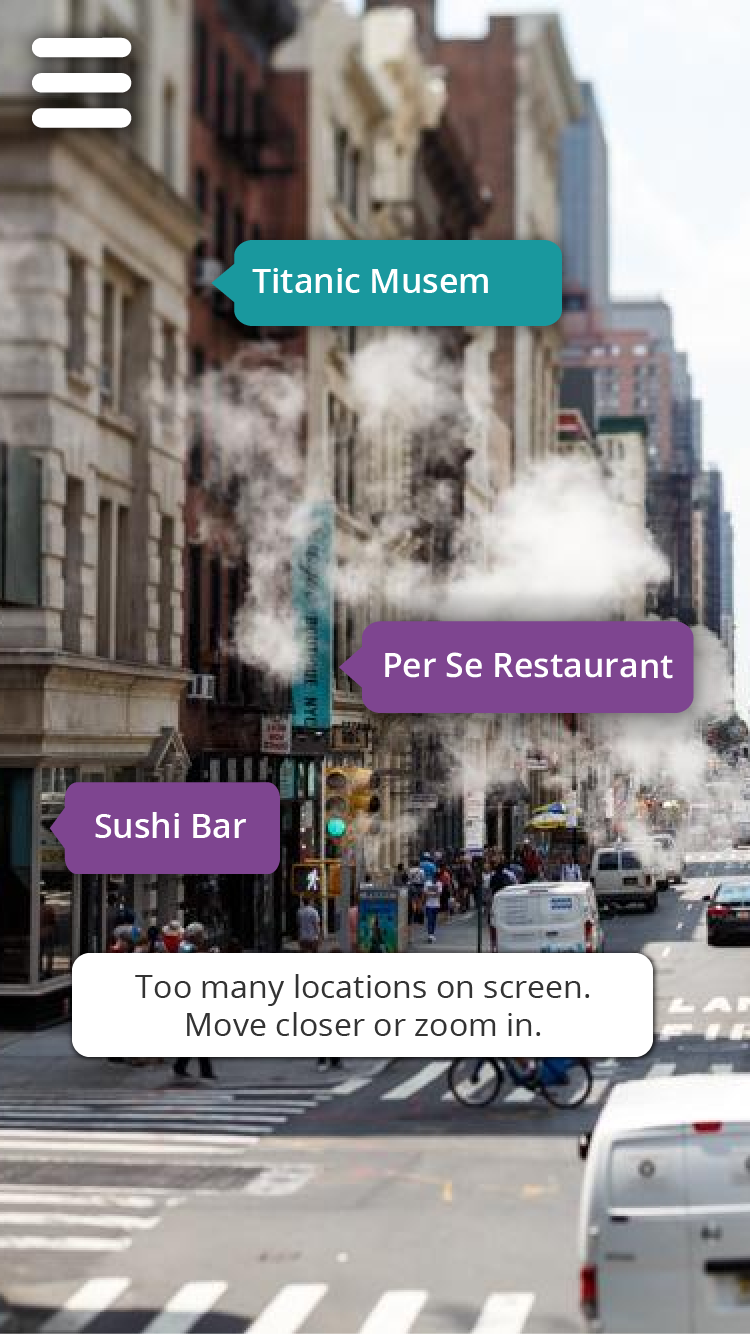 Titanic Musem
Per Se Restaurant
Sushi Bar
Too many locations on screen.
Move closer or zoom in.